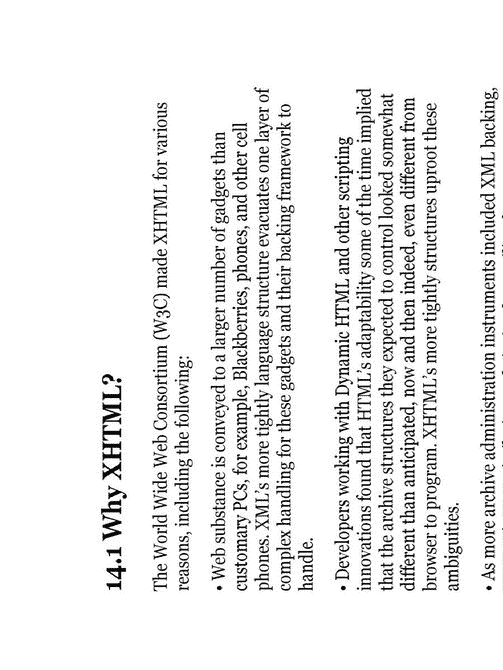 14.1 Why XHTML?
The World Wide Web Consortium (W3C) made XHTML for various
reasons, including the following:
• Web substance is conveyed to a larger number of gadgets than
customary PCs, for example, Blackberries, phones, and other cell
phones. XML's more tightly language structure evacuates one layer of
complex handling for these gadgets and their backing framework to
handle.
• Developers working with Dynamic HTML and other scripting
innovations found that HTML's adaptability some of the time implied
that the archive structures they expected to control looked somewhat
different than anticipated, now and then indeed, even different from
browser to program. XHTML's more tightly structures uproot these
ambiguities.
• As more archive administration instruments included XML backing,